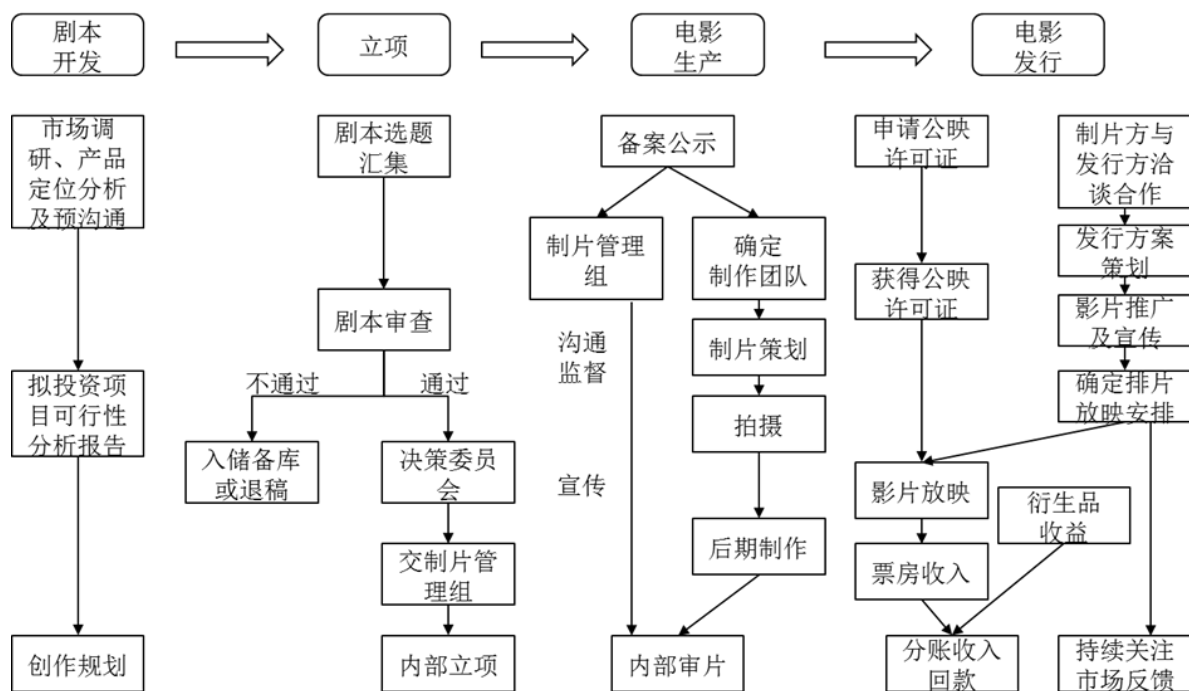 剧本
开发
立项
电影
生产
电影
发行
市场调
研、产品
定位分析
及预沟通
拟投资项
目可行性
分析报告
创作规划
剧本选题
汇集
剧本审查
不通过
通过
入储备库
或退稿
决策委员
会
交制片管
理组
内部立项
备案公示
制片管理
组
确定
制作团队
沟通
监督
制片策划
拍摄
宣传
后期制作
内部审片
申请公映
许可证
获得公映
许可证
影片放映
票房收入
衍生品
收益
分账收入
回款
制片方与
发行方洽
谈合作
发行方案
策划
影片推广
及宣传
确定排片
放映安排
持续关注
市场反馈